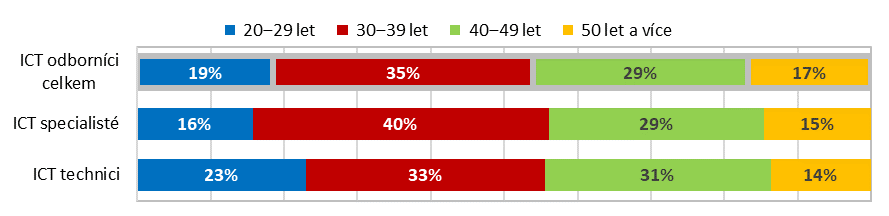 20–29 let 30–39 let 40–49 let 50 let a více
ICT odborníci
celkem
19% 35% 29% 17%
ICT specialisté 16% 40% 29% 15%
ICT technici 23% 33% 31% 14%